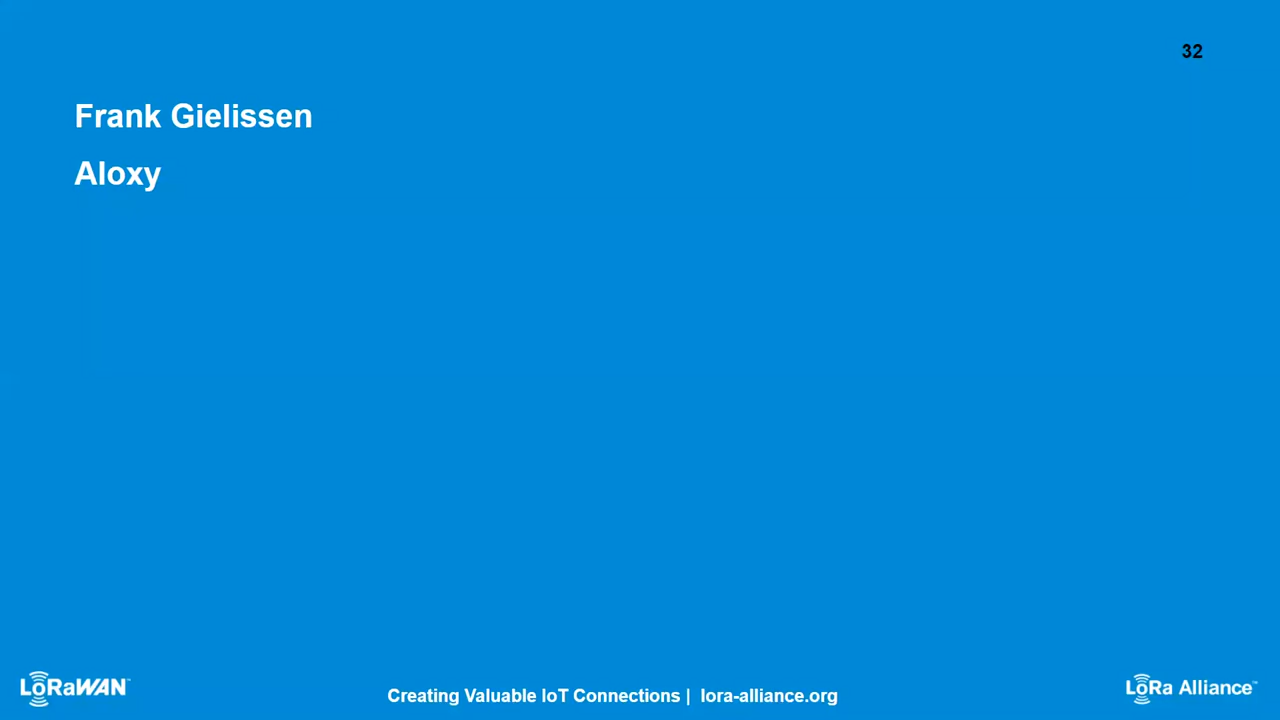 32
Frank Gielissen
Aloxy
LoRaWAN™
Creating Valuable IoT Connections | lora-alliance.org
LoRa Alliance™